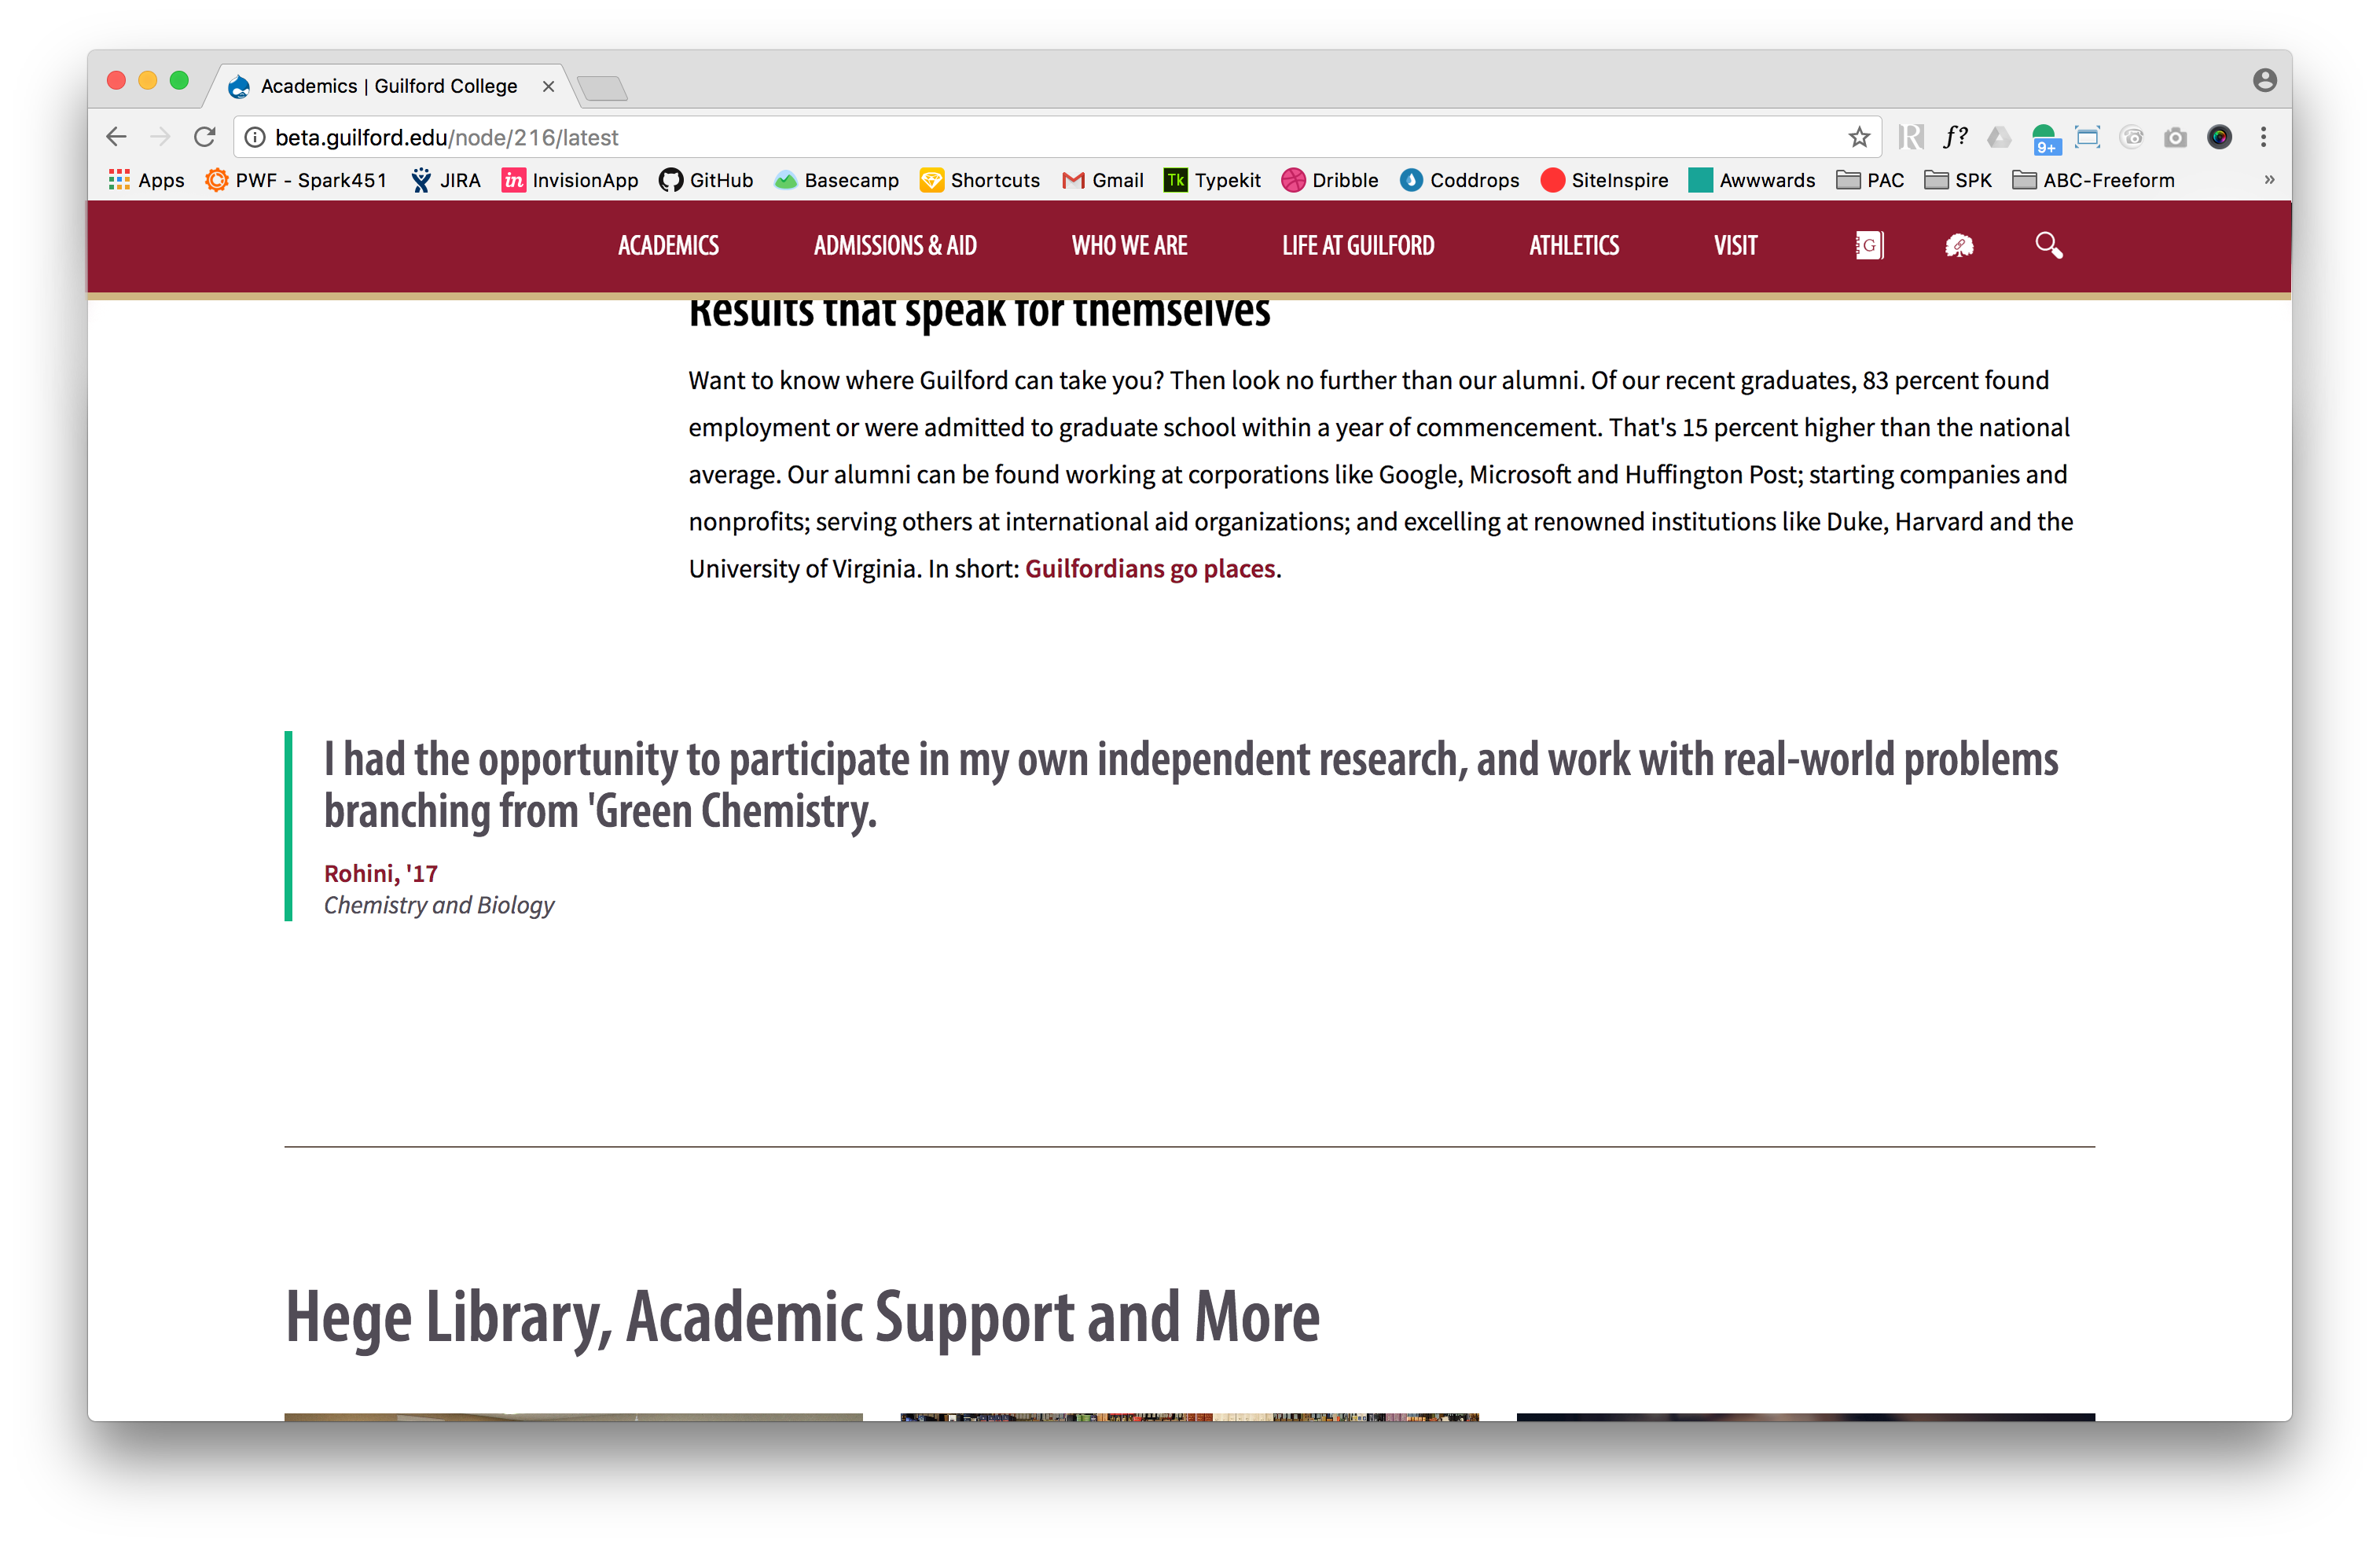 Academics | Guilford College
beta.guilford.edu/node/216/latest
9+
Apps PWF - Spark451 JIRA in InvisionApp GitHub Basecamp Shortcuts Gmail Tk Typekit Dribble Coddrops SiteInspire Awwwards PAC SPK ABC-Freeform »
ACADEMICS ADMISSIONS & AID WHO WE ARE LIFE AT GUILFORD ATHLETICS VISIT G
Results that speak for themselves
Want to know where Guilford can take you? Then look no further than our alumni. Of our recent graduates, 83 percent found
employment or were admitted to graduate school within a year of commencement. That's 15 percent higher than the national
average. Our alumni can be found working at corporations like Google, Microsoft and Huffington Post; starting companies and
nonprofits; serving others at international aid organizations; and excelling at renowned institutions like Duke, Harvard and the
University of Virginia. In short: Guilfordians go places.
I had the opportunity to participate in my own independent research, and work with real-world problems
branching from 'Green Chemistry.
Rohini, '17
Chemistry and Biology
Hege Library, Academic Support and More